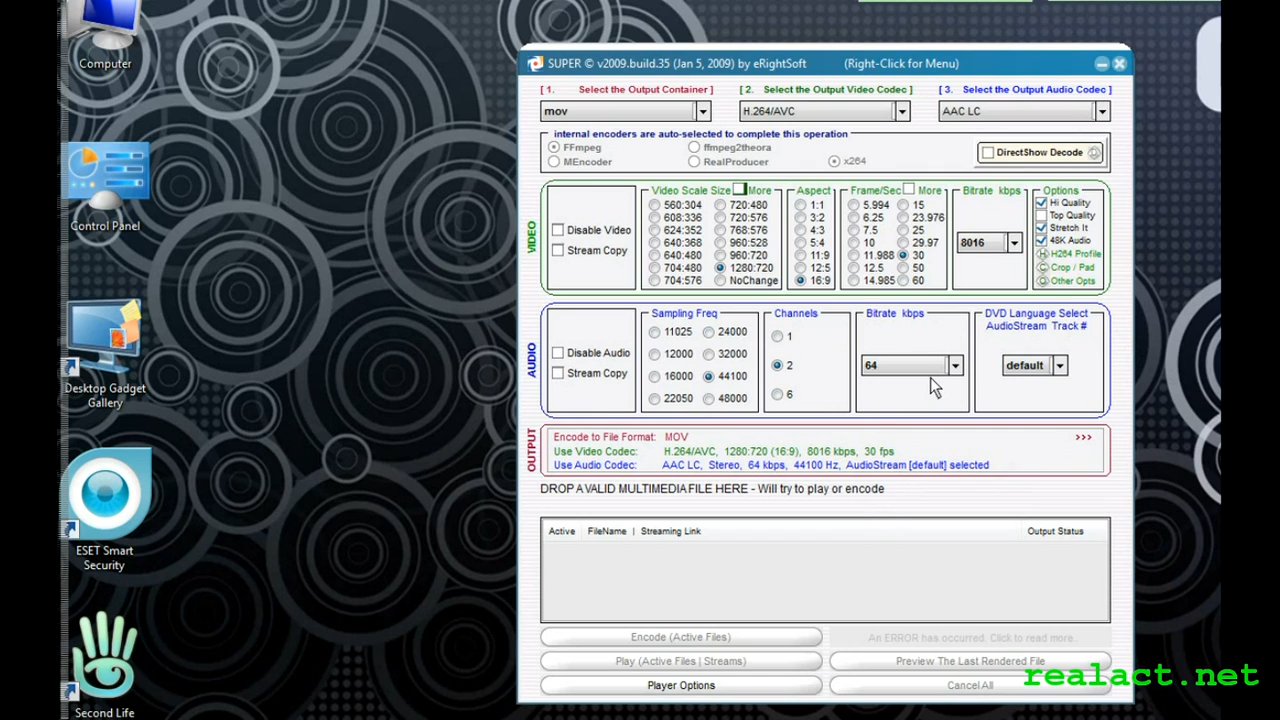 Computer
Control Panel
Desktop Gadget
Gallery
ESET Smart
Security
Second Life
SUPER © v2009.build.35 (Jan 5, 2009) by eRightSoft (Right-Click for Menu)
[ 1. Select the Output Container ] [ 2. Select the Output Video Codec ] [ 3. Select the Output Audio Codec ]
mov H.264/AVC AAC LC
internal encoders are auto-selected to complete this operation
FFmpeg ffmpeg2theora
MEncoder RealProducer x264
DirectShow Decode
VIDEO
Disable Video
Stream Copy
Video Scale Size More
560:304 720:480
608:336 720:576
624:352 768:576
640:368 960:528
640:480 960:720
704:480 1280:720
704:576 NoChange
Aspect
1:1
3:2
4:3
5:4
11:9
12:5
16:9
Frame/Sec More
5.994 15
6.25 23.976
7.5 25
10 29.97
11.988 30
12.5 50
14.985 60
Bitrate kbps
8016
Options
Hi Quality
Top Quality
Stretch It
48K Audio
H H264 Profile
C Crop / Pad
O Other Opts
AUDIO
Disable Audio
Stream Copy
Sampling Freq
11025 24000
12000 32000
16000 44100
22050 48000
Channels
1
2
6
Bitrate kbps
64
DVD Language Select
AudioStream Track #
default
OUTPUT
Encode to File Format: MOV >>>
Use Video Codec: H.264/AVC, 1280:720 (16:9), 8016 kbps, 30 fps
Use Audio Codec: AAC LC, Stereo, 64 kbps, 44100 Hz, AudioStream [default] selected
DROP A VALID MULTIMEDIA FILE HERE - Will try to play or encode
Active FileName | Streaming Link Output Status
Encode (Active Files) An ERROR has occurred. Click to read more..
Play (Active Files | Streams) Preview The Last Rendered File
Player Options Cancel All
realact.net